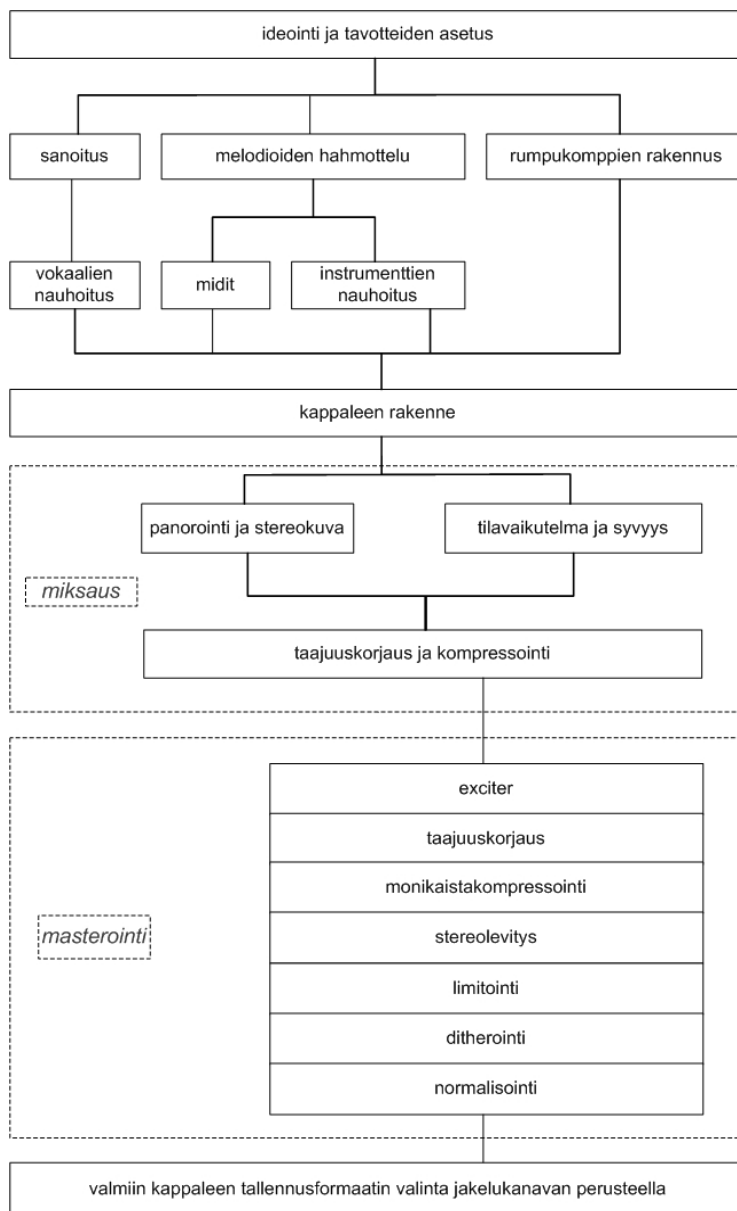 ideointi ja tavotteiden asetus
sanoitus
melodioiden hahmottelu
rumpukomppien rakennus
vokaalien
nauhoitus
midit
instrumenttien
nauhoitus
kappaleen rakenne
panorointi ja stereokuva
tilavaikutelma ja syvyys
miksaus
taajuuskorjaus ja kompressointi
exciter
taajuuskorjaus
monikaistakompressointi
masterointi
stereolevitys
limitointi
ditherointi
normalisointi
valmiin kappaleen tallennusformaatin valinta jakelukanavan perusteella